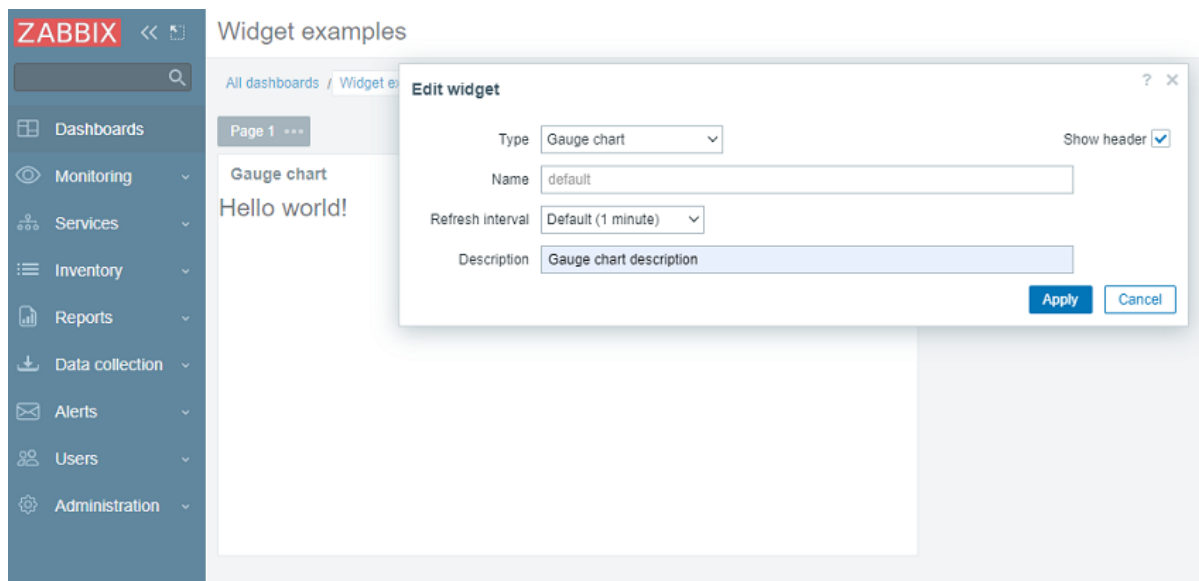 ZABBIX
Widget examples
All dashboards / Widget ex
Page 1
Dashboards
Monitoring
Services
Inventory
Reports
Data collection
Alerts
Users
Administration
Gauge chart
Hello world!
Edit widget
?
Type Gauge chart Show header
Name default
Refresh interval Default (1 minute)
Description Gauge chart description
Apply Cancel